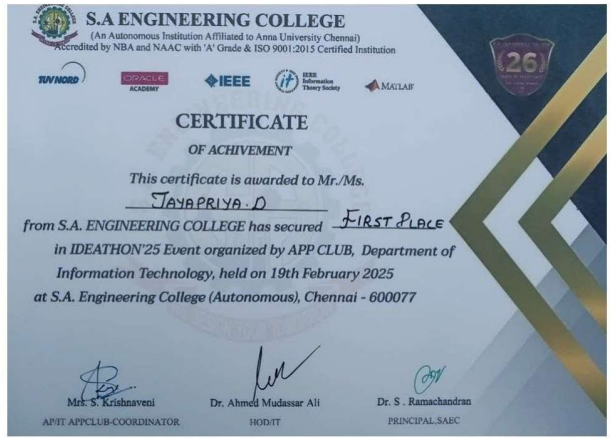 S.A ENGINEERING COLLEGE
(An Autonomous Institution Affiliated to Anna University Chennai)
Accredited by NBA and NAAC with 'A' Grade & ISO 9001:2015 Certified Institution
TUV NORD
ORACLE
ACADEMY
IEEE
IEEE
Information
Theory Society
MATLAB
26
CERTIFICATE
OF ACHIVEMENT
This certificate is awarded to Mr./Ms.
JAYAPRIYA.D
from S.A. ENGINEERING COLLEGE has secured FIRST PLACE
in IDEATHON'25 Event organized by APP CLUB, Department of
Information Technology, held on 19th February 2025
at S.A. Engineering College (Autonomous), Chennai - 600077
Mrs. S. Krishnaveni
AP/IT APPCLUB-COORDINATOR
Dr. Ahmed Mudassar Ali
HOD/IT
Dr. S . Ramachandran
PRINCIPAL,SAEC